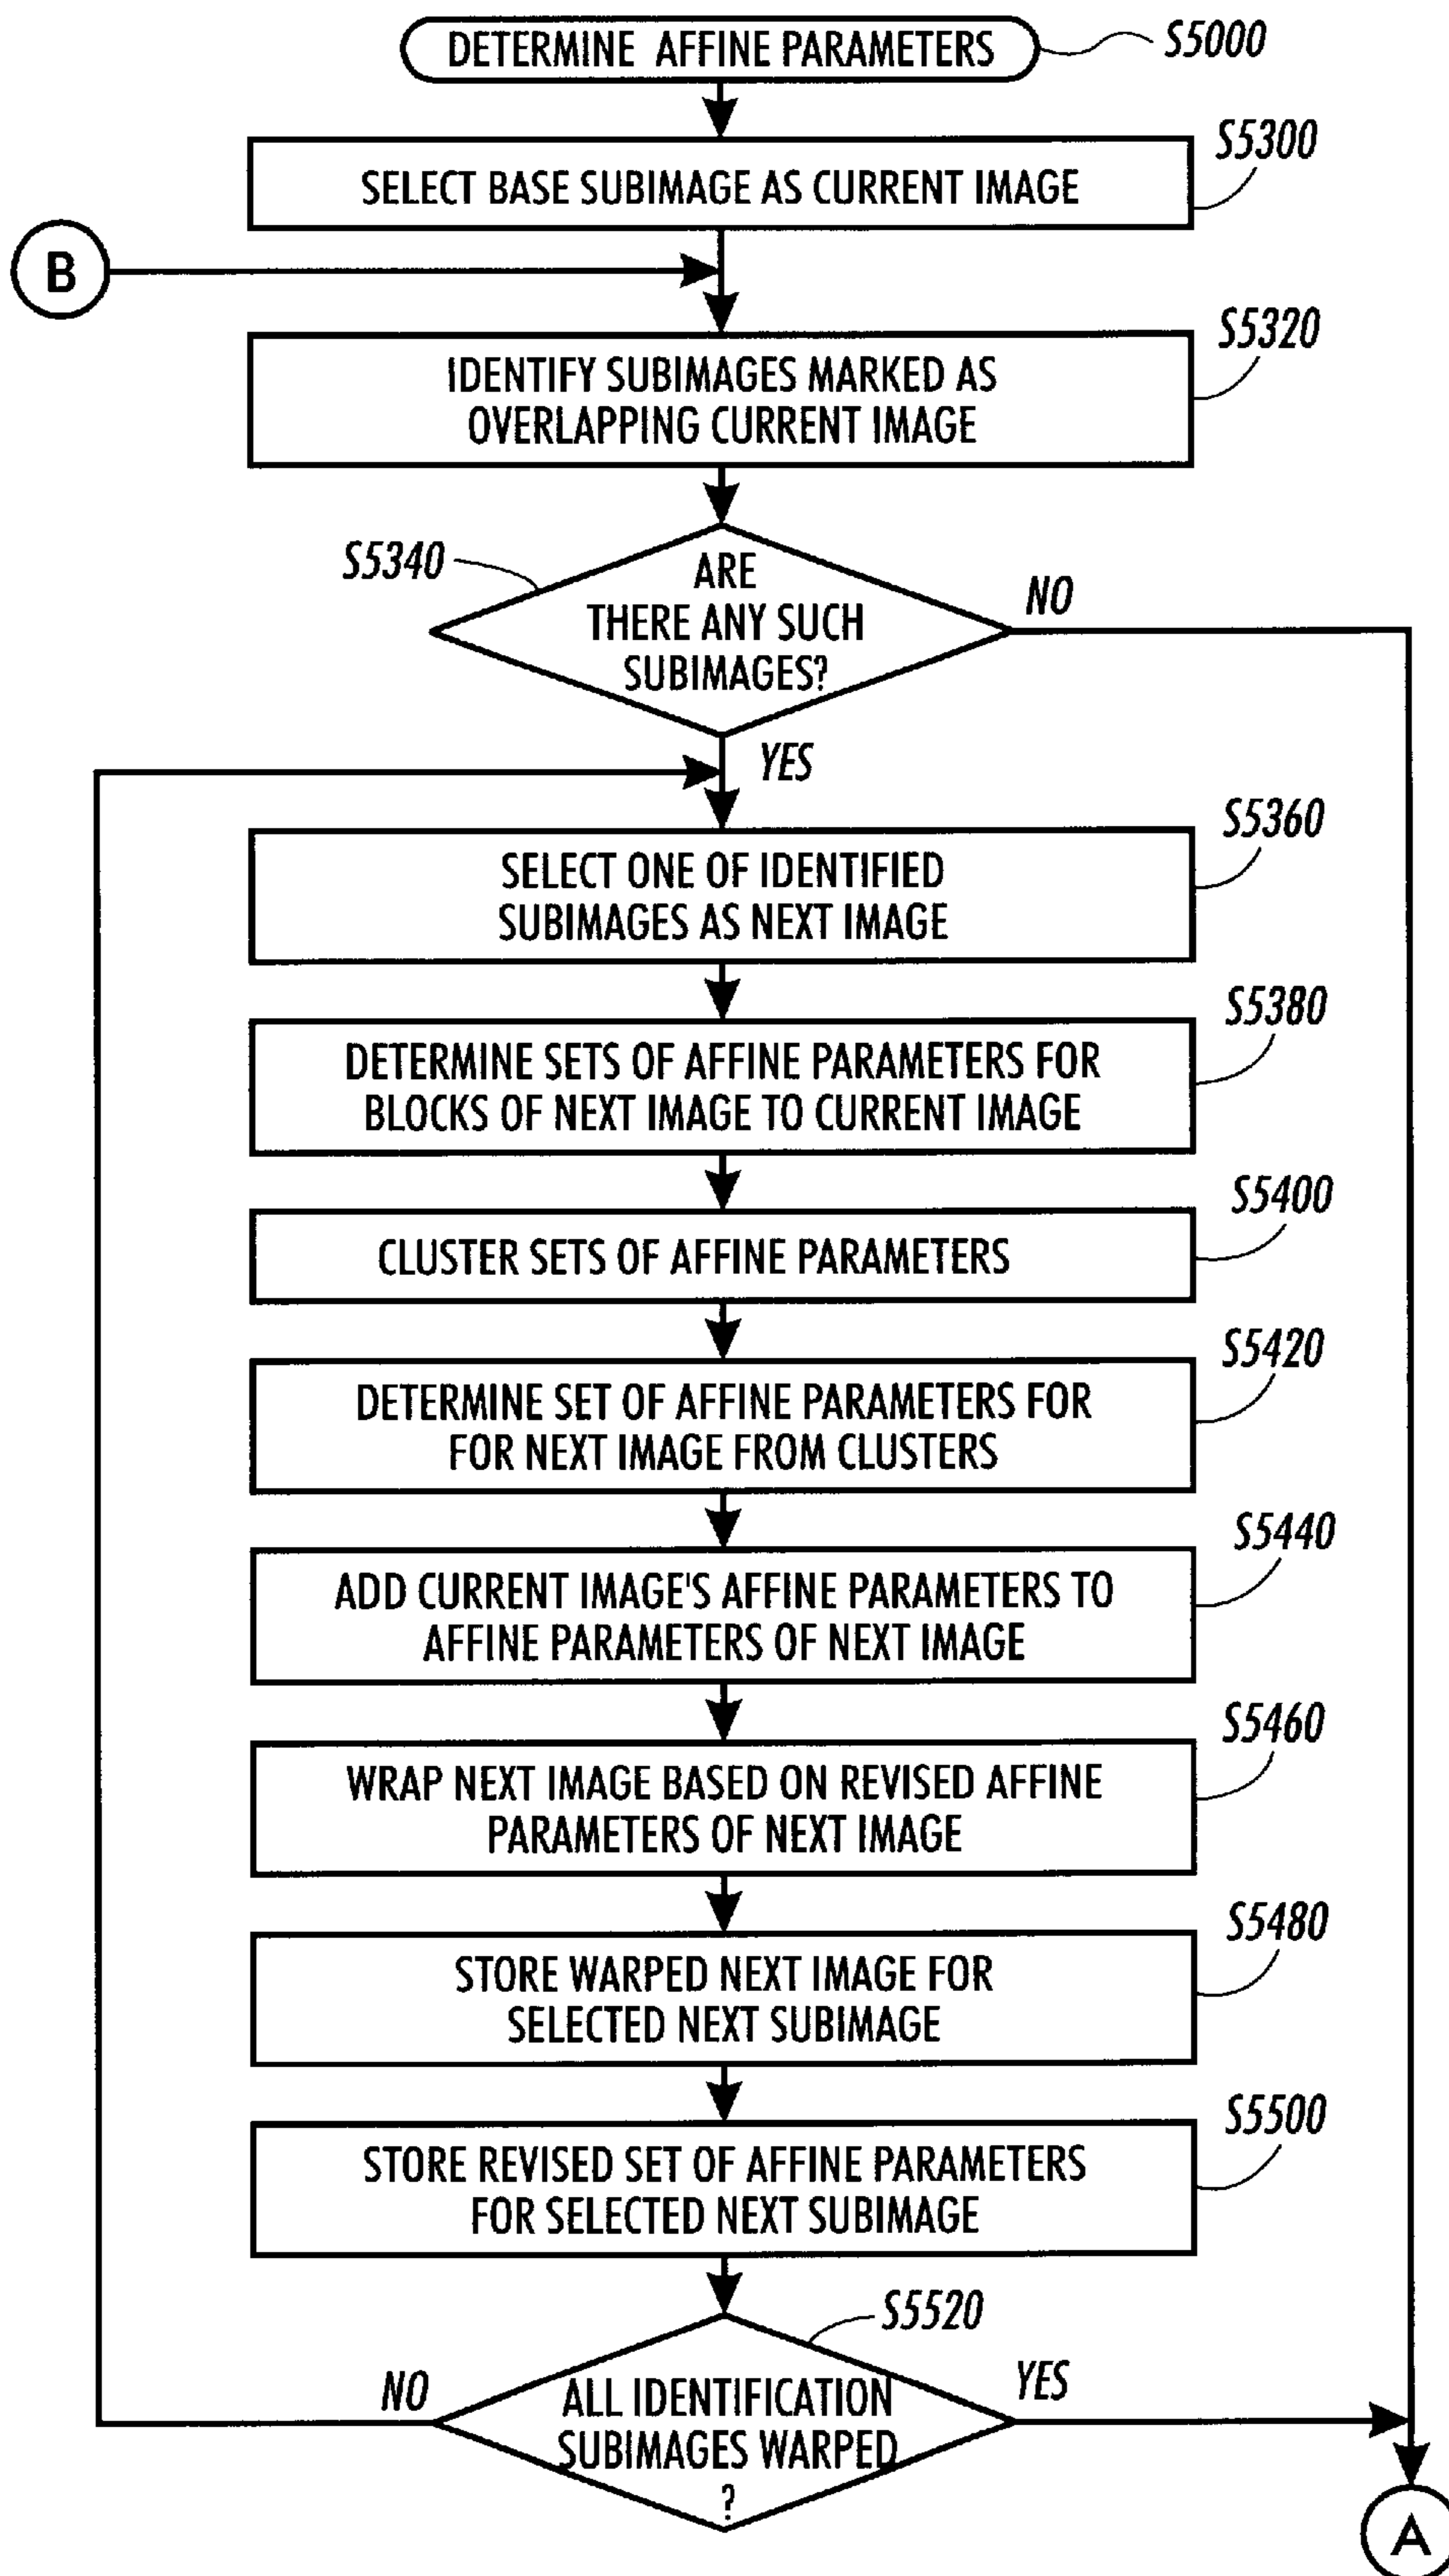 DETERMINE AFFINE PARAMETERS
S5000
S5300
SELECT BASE SUBIMAGE AS CURRENT IMAGE
B
S5320
IDENTIFY SUBIMAGES MARKED AS
OVERLAPPING CURRENT IMAGE
S5340
ARE
THERE ANY SUCH
SUBIMAGES?
NO
YES
S5360
SELECT ONE OF IDENTIFIED
SUBIMAGES AS NEXT IMAGE
S5380
DETERMINE SETS OF AFFINE PARAMETERS FOR
BLOCKS OF NEXT IMAGE TO CURRENT IMAGE
S5400
CLUSTER SETS OF AFFINE PARAMETERS
S5420
DETERMINE SET OF AFFINE PARAMETERS FOR
FOR NEXT IMAGE FROM CLUSTERS
S5440
ADD CURRENT IMAGE'S AFFINE PARAMETERS TO
AFFINE PARAMETERS OF NEXT IMAGE
S5460
WRAP NEXT IMAGE BASED ON REVISED AFFINE
PARAMETERS OF NEXT IMAGE
S5480
STORE WARPED NEXT IMAGE FOR
SELECTED NEXT SUBIMAGE
S5500
STORE REVISED SET OF AFFINE PARAMETERS
FOR SELECTED NEXT SUBIMAGE
S5520
NO
ALL IDENTIFICATION
SUBIMAGES WARPED
?
YES
A